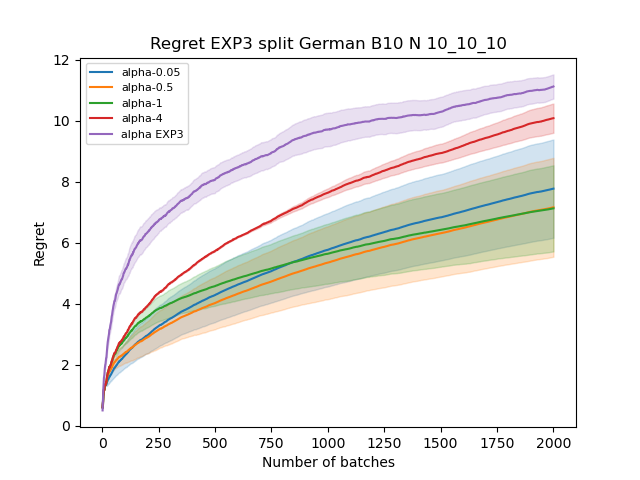 Regret EXP3 split German B10 N 10_10_10
12
10
8
6
4
2
0
Regret
alpha-0.05
alpha-0.5
alpha-1
alpha-4
alpha EXP3
0 250 500 750 1000 1250 1500 1750 2000
Number of batches